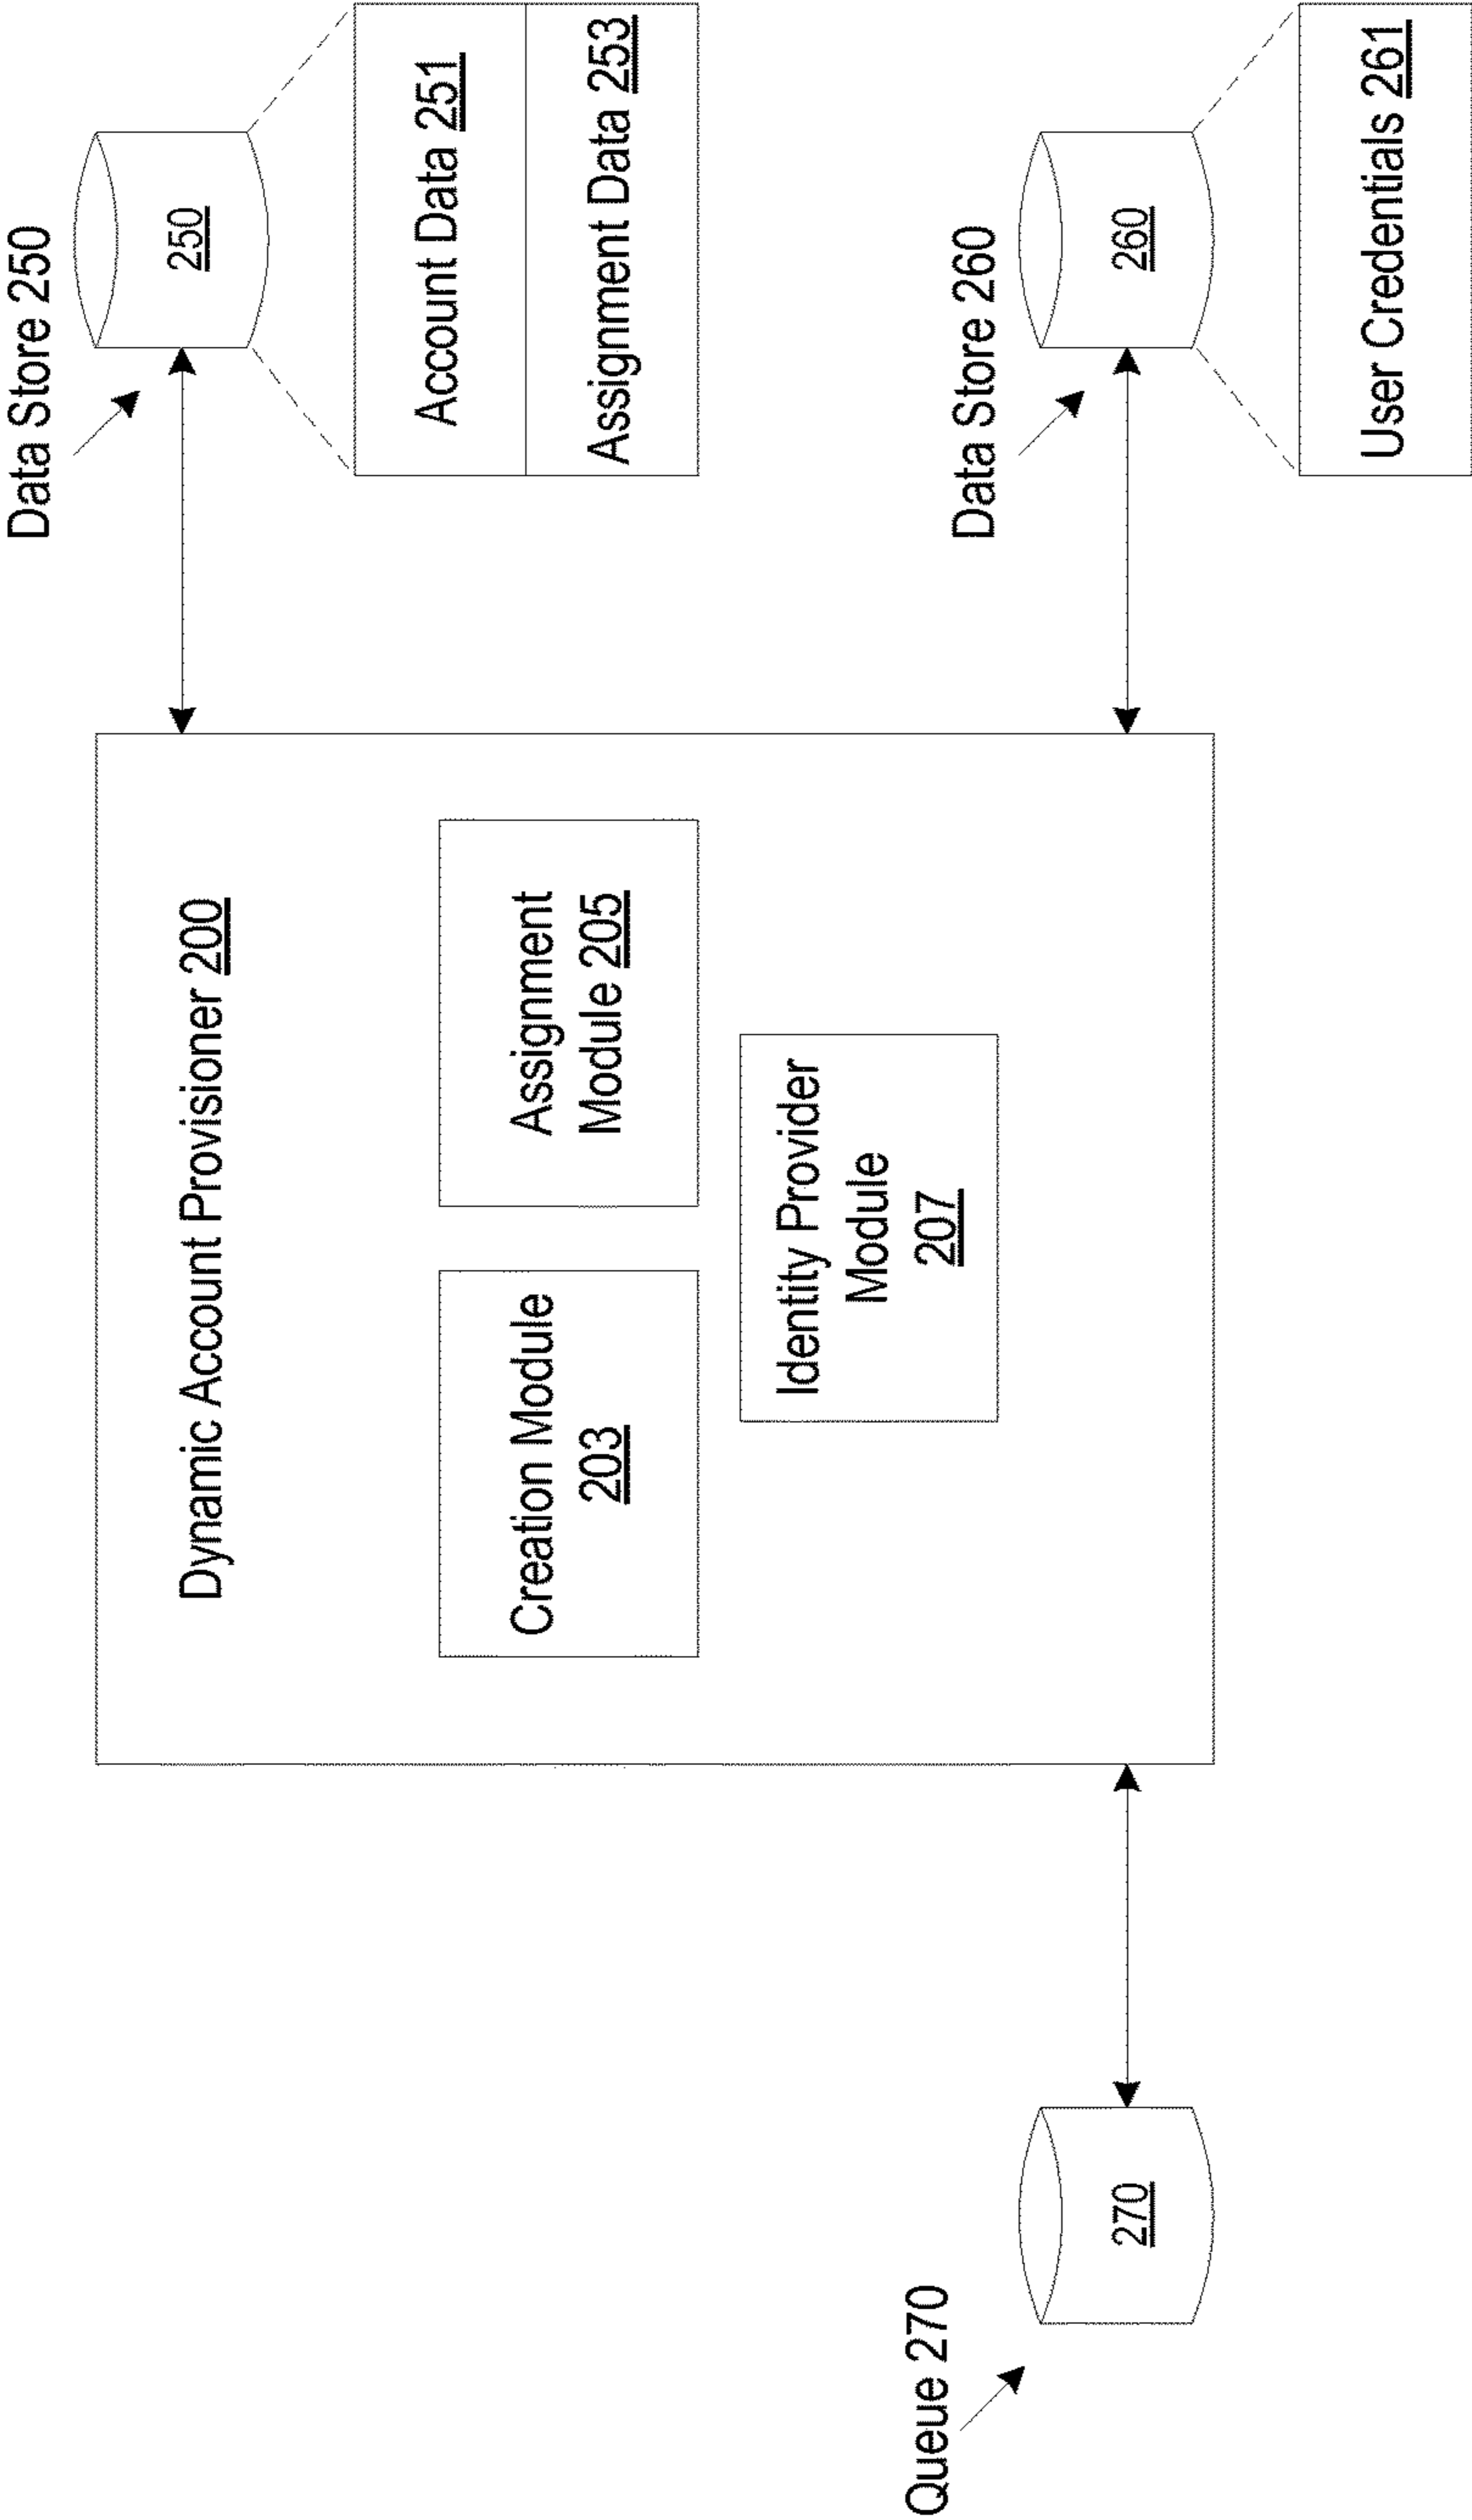 Dynamic Account Provisioner 200
Creation Module
203
Assignment
Module 205
Identity Provider
Module
207
Data Store 250
250
Account Data 251
Assignment Data 253
Data Store 260
260
User Credentials 261
Queue 270
270